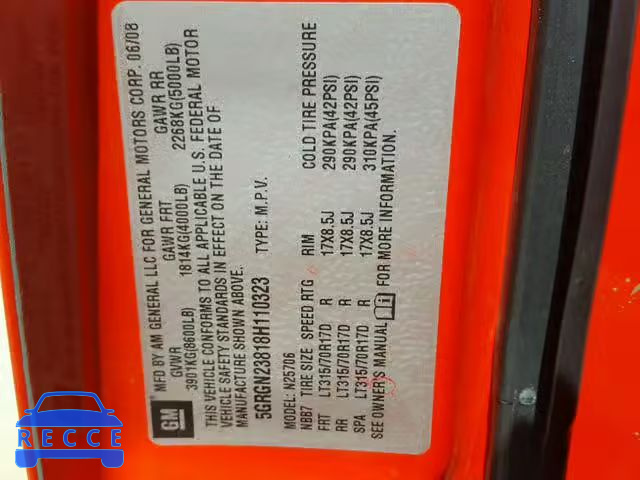 GM
MFD BY AM GENERAL LLC FOR GENERAL MOTORS CORP. 06/08
GVWR GAWR FRT GAWR RR
3901KG(8600LB) 1814KG(4000LB) 2268KG(5000LB)
THIS VEHICLE CONFORMS TO ALL APPLICABLE U.S. FEDERAL MOTOR
VEHICLE SAFETY STANDARDS IN EFFECT ON THE DATE OF
MANUFACTURE SHOWN ABOVE.
5GRGN23818H110323 TYPE: M.P.V.
MODEL: N25706
NBB7 TIRE SIZE SPEED RTG RIM COLD TIRE PRESSURE
FRT LT315/70R17D R 17X8.5J 290KPA(42PSI)
RR LT315/70R17D R 17X8.5J 290KPA(42PSI)
SPA LT315/70R17D R 17X8.5J 310KPA(45PSI)
SEE OWNER'S MANUAL FOR MORE INFORMATION.
RECCE